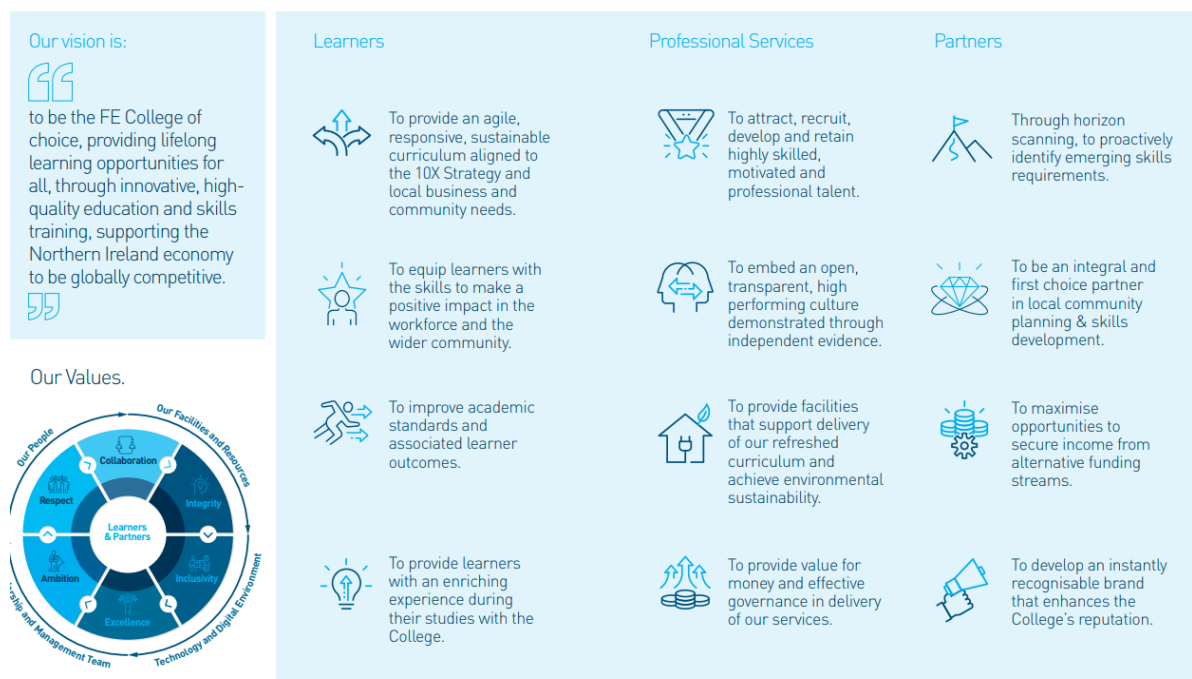 Our vision is:
to be the FE College of
choice, providing lifelong
learning opportunities for
all, through innovative, high-
quality education and skills
training, supporting the
Northern Ireland economy
to be globally competitive.
Our Values.
Our People
Our Facilities and Resources
Technology and Digital Environment
and Management Team
Collaboration
Integrity
Inclusivity
Excellence
Ambition
Respect
Learners
& Partners
Learners
To provide an agile,
responsive, sustainable
curriculum aligned to
the 10X Strategy and
local business and
community needs.
To equip learners with
the skills to make a
positive impact in the
workforce and the
wider community.
To improve academic
standards and
associated learner
outcomes.
To provide learners
with an enriching
experience during
their studies with the
College.
Professional Services
To attract, recruit,
develop and retain
highly skilled,
motivated and
professional talent.
To embed an open,
transparent, high
performing culture
demonstrated through
independent evidence.
To provide facilities
that support delivery
of our refreshed
curriculum and
achieve environmental
sustainability.
To provide value for
money and effective
governance in delivery
of our services.
Partners
Through horizon
scanning, to proactively
identify emerging skills
requirements.
To be an integral and
first choice partner
in local community
planning & skills
development.
To maximise
opportunities to
secure income from
alternative funding
streams.
To develop an instantly
recognisable brand
that enhances the
College's reputation.